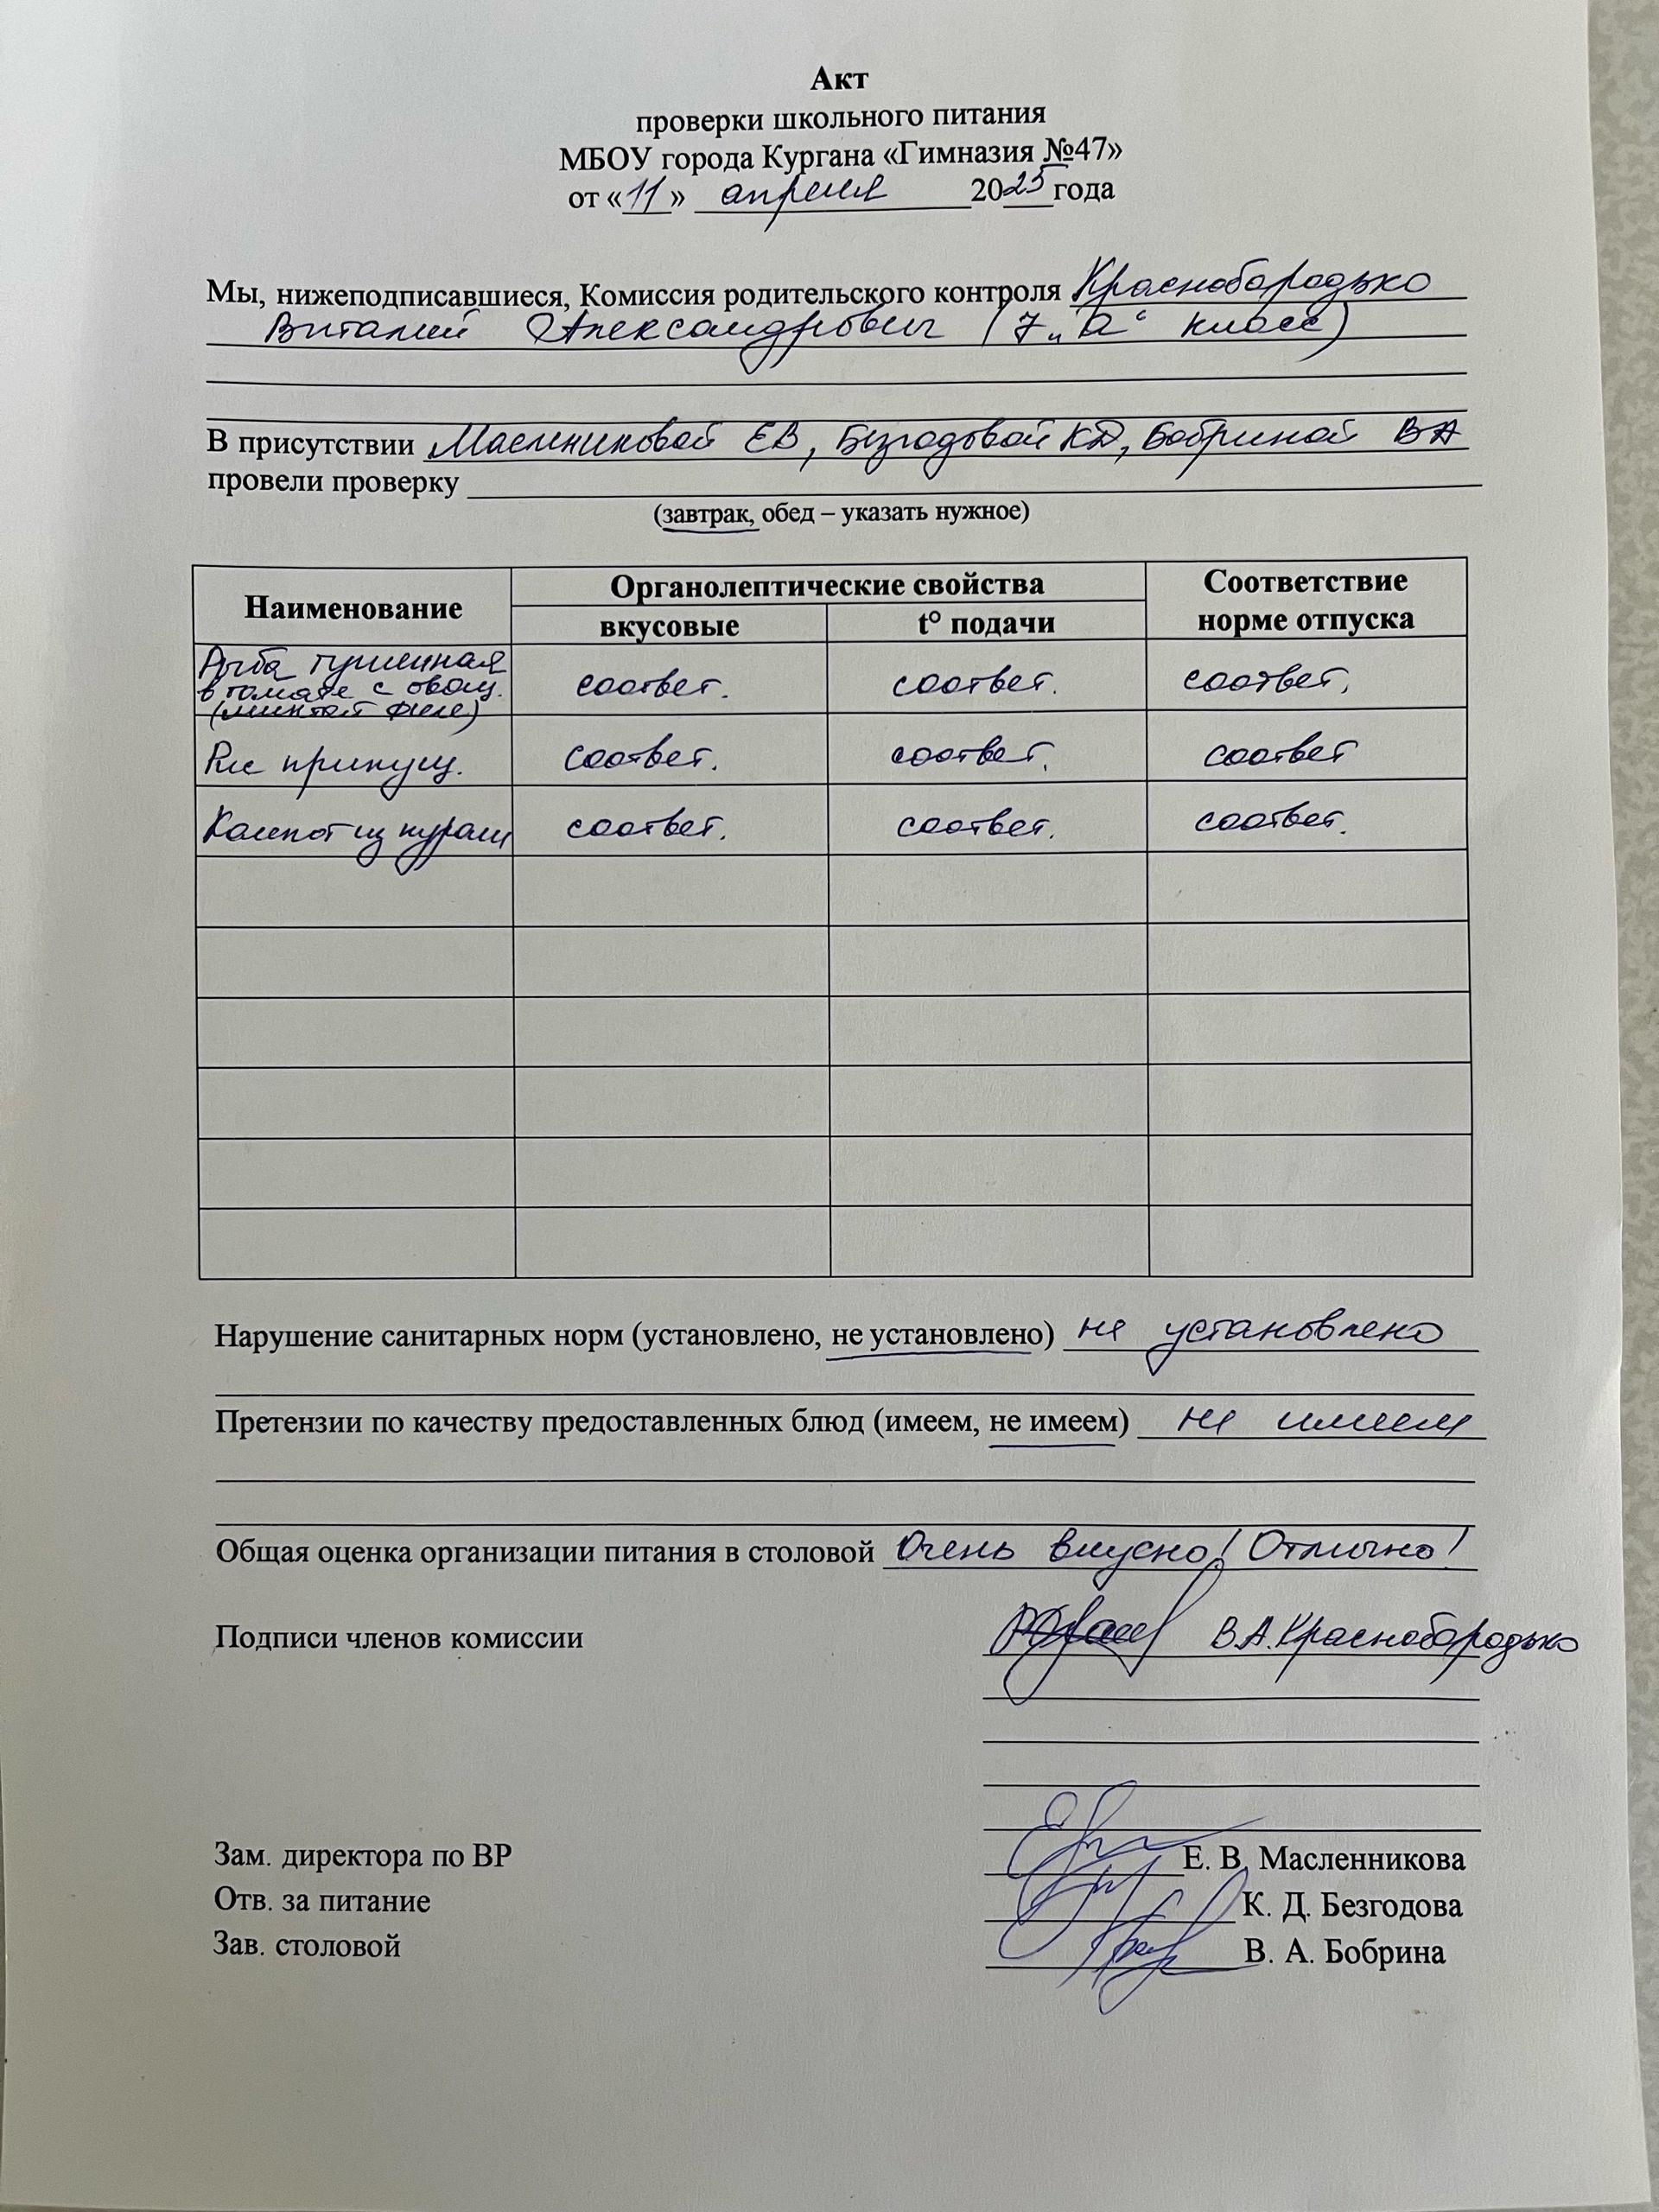 Акт
проверки школьного питания
МБОУ города Кургана «Гимназия №47»
от «11» апреля 2025 года
Мы, нижеподписавшиеся, Комиссия родительского контроля Краснобородько
Виталий Александрович (7 „а“ класс)
В присутствии Маслениковой ЕВ, Безгодовой КД, Бобриной ВА
провели проверку
(завтрак, обед – указать нужное)
Наименование Органолептические свойства Соответствие норме отпуска
вкусовые t° подачи
Рыба тушенная
в томате с овощ.
(минтай филе) соответ. соответ. соответ.
Рис припущ. соответ. соответ. соответ
Компот из кураги соответ. соответ. соответ.
Нарушение санитарных норм (установлено, не установлено) не установлено
Претензии по качеству предоставленных блюд (имеем, не имеем) не имеем
Общая оценка организации питания в столовой Очень вкусно! Отлично!
Подписи членов комиссии В.А.Краснобородько
Зам. директора по ВР Е. В. Масленникова
Отв. за питание К. Д. Безгодова
Зав. столовой В. А. Бобрина